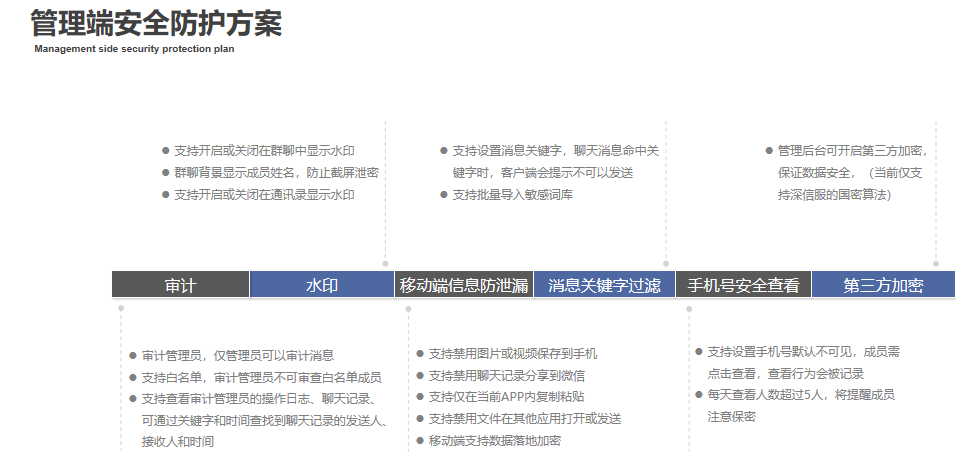 管理端安全防护方案
Management side security protection plan
● 支持开启或关闭在群聊中显示水印
● 群聊背景显示成员姓名，防止截屏泄密
● 支持开启或关闭在通讯录显示水印
● 支持设置消息关键字，聊天消息命中关
键字时，客户端会提示不可以发送
● 支持批量导入敏感词库
● 管理后台可开启第三方加密，
保证数据安全，（当前仅支
持深信服的国密算法）
审计
水印
移动端信息防泄漏
消息关键字过滤
手机号安全查看
第三方加密
● 审计管理员，仅管理员可以审计消息
● 支持白名单，审计管理员不可审查白名单成员
● 支持查看审计管理员的操作日志、聊天记录、
可通过关键字和时间查找到聊天记录的发送人、
接收人和时间
● 支持禁用图片或视频保存到手机
● 支持禁用聊天记录分享到微信
● 支持仅在当前APP内复制粘贴
● 支持禁用文件在其他应用打开或发送
● 移动端支持数据落地加密
● 支持设置手机号默认不可见，成员需
点击查看，查看行为会被记录
● 每天查看人数超过5人，将提醒成员
注意保密